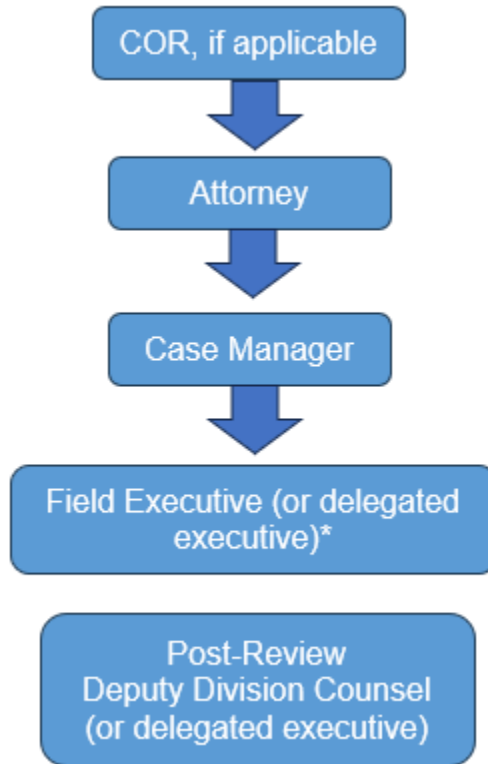 COR, if applicable
Attorney
Case Manager
Field Executive (or delegated
executive)*
Post-Review
Deputy Division Counsel
(or delegated executive)